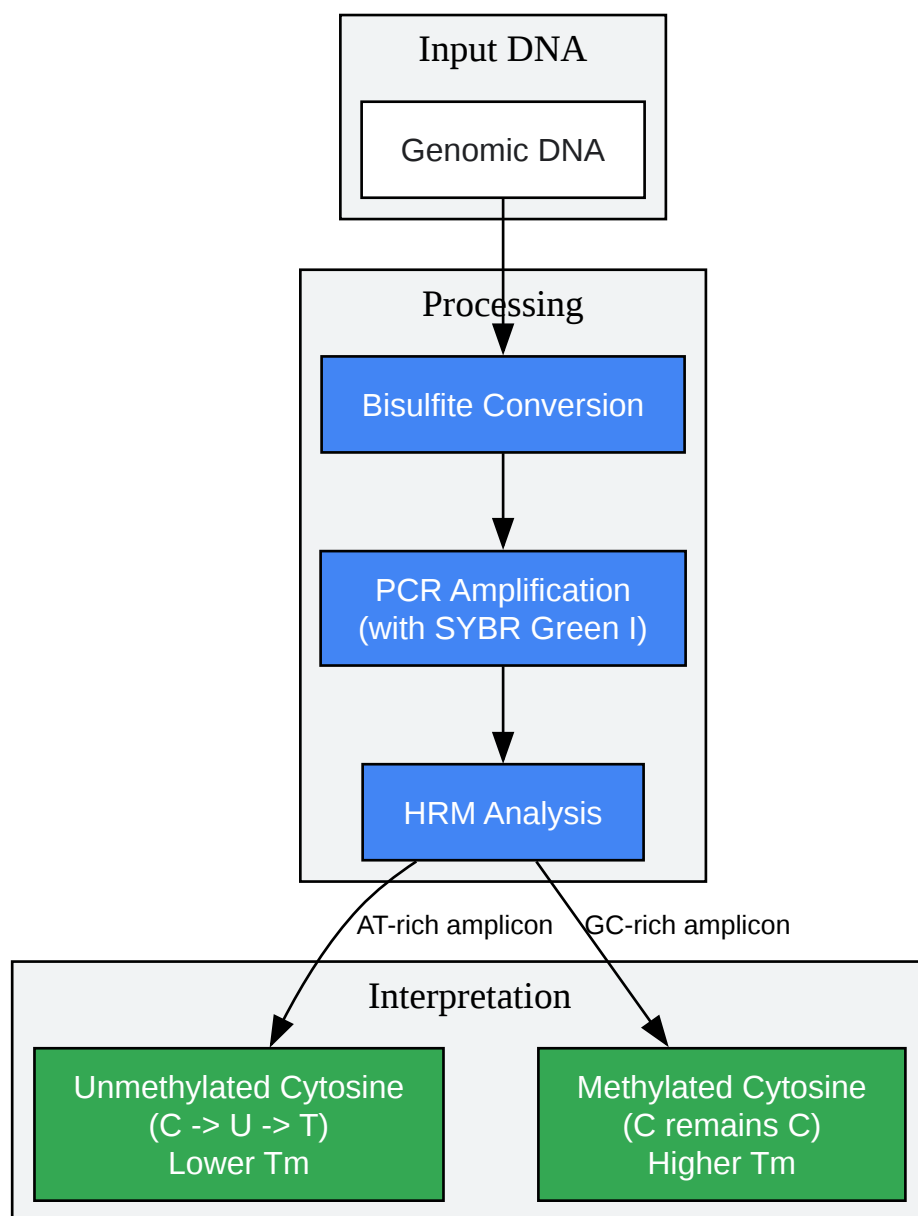 Input DNA
Genomic DNA
Processing
Bisulfite Conversion
PCR Amplification
(with SYBR Green I)
HRM Analysis
AT-rich amplicon
GC-rich amplicon
Interpretation
Unmethylated Cytosine
(C -> U -> T)
Lower Tm
Methylated Cytosine
(C remains C)
Higher Tm